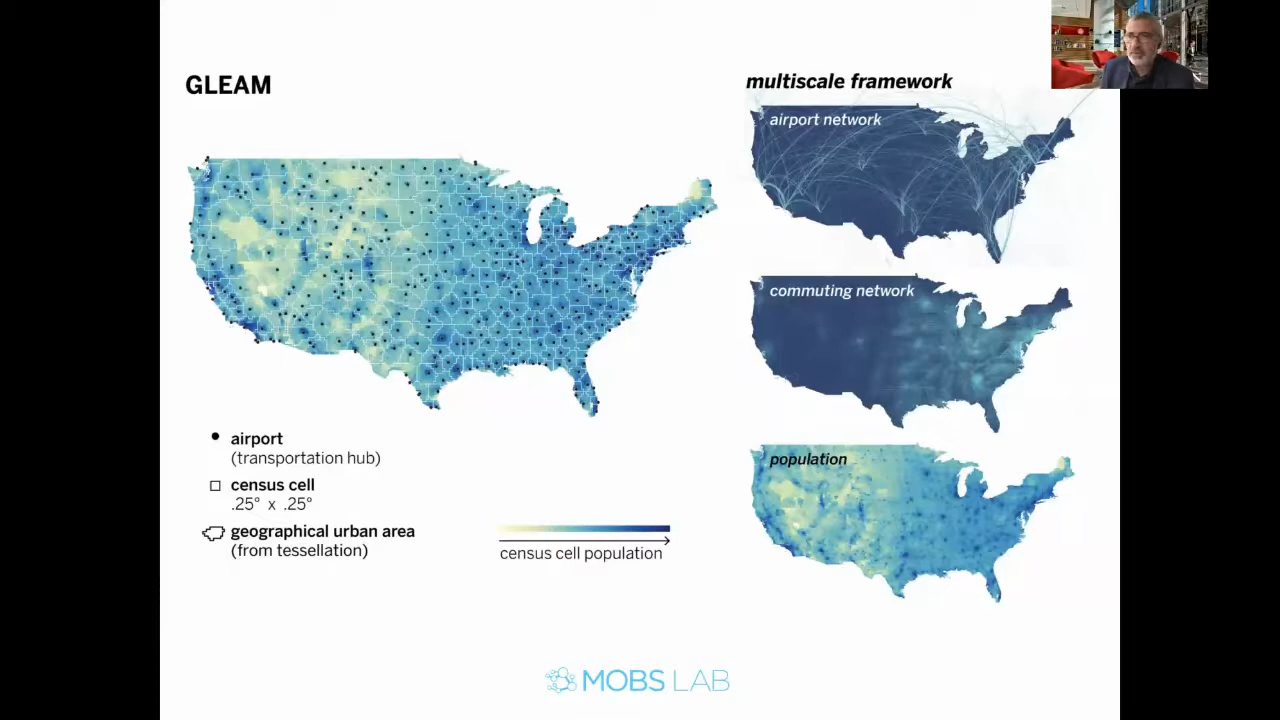 GLEAM
airport
(transportation hub)
census cell
.25° x .25°
geographical urban area
(from tessellation)
census cell population
multiscale framework
airport network
commuting network
population
MOBS LAB